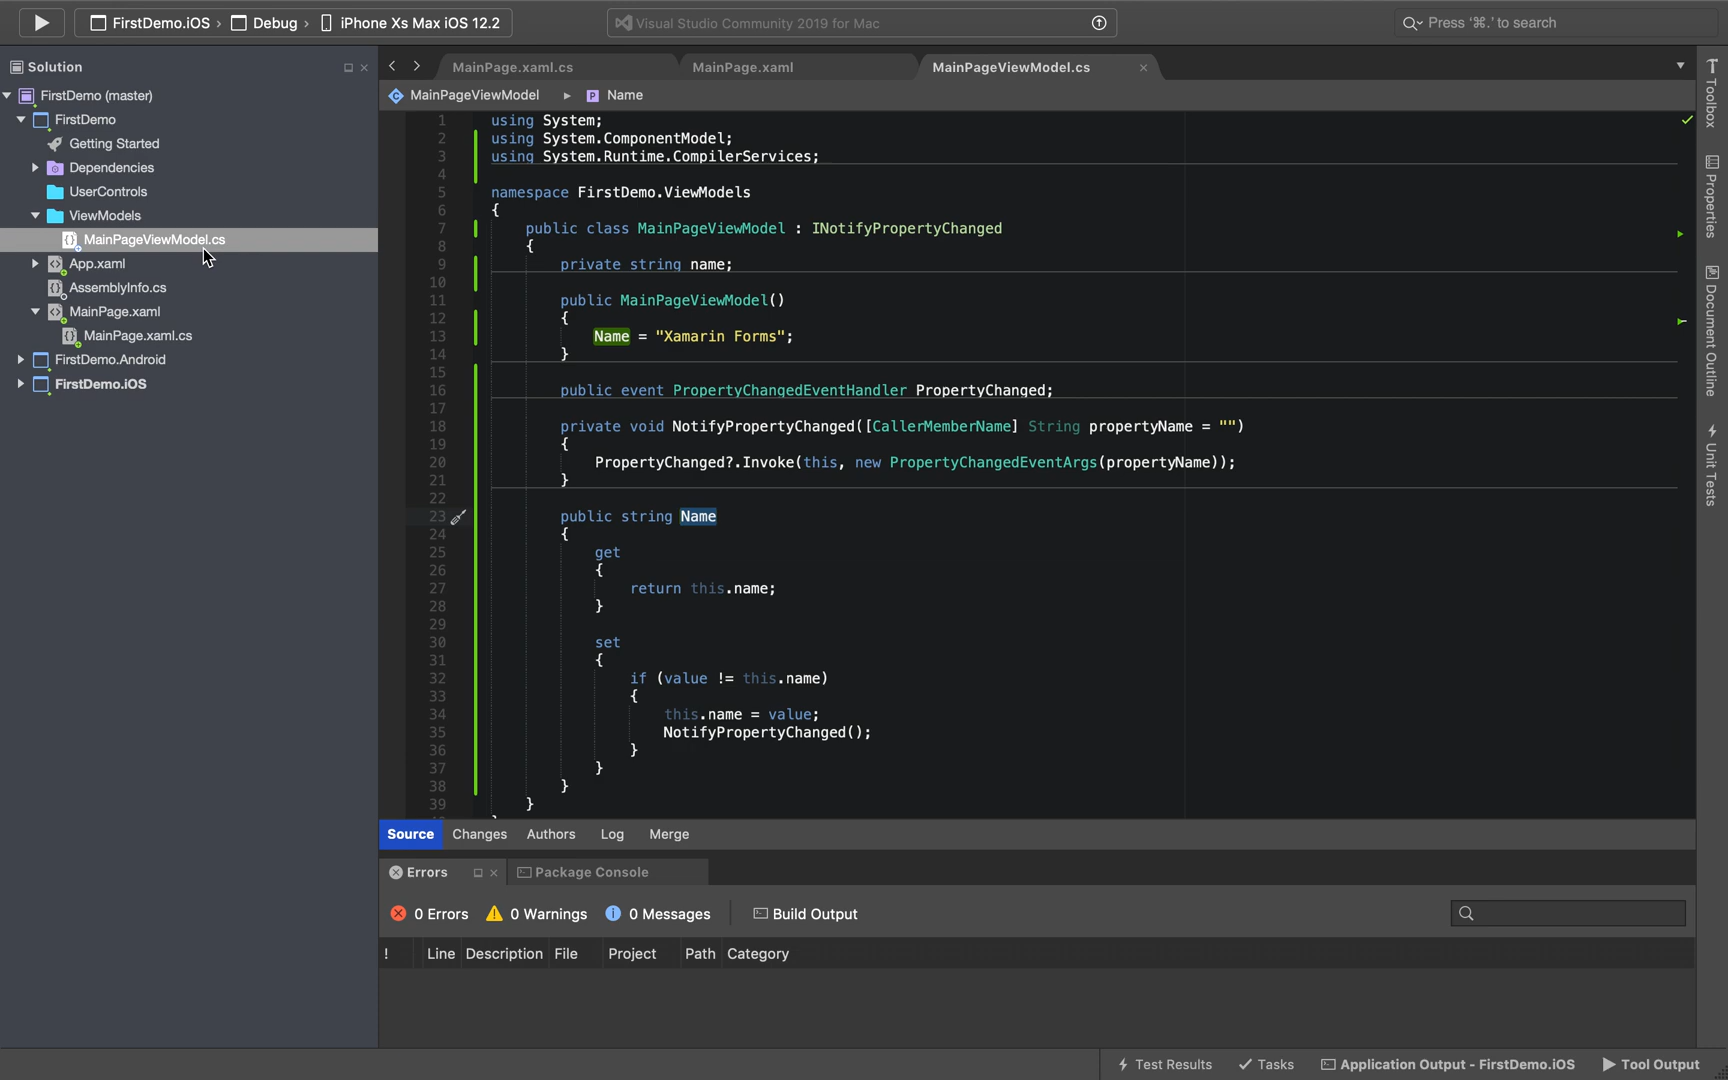 FirstDemo.iOS › Debug › iPhone Xs Max iOS 12.2
Visual Studio Community 2019 for Mac
Press ‘⌘.’ to search
Solution
FirstDemo (master)
FirstDemo
Getting Started
Dependencies
UserControls
ViewModels
MainPageViewModel.cs
App.xaml
AssemblyInfo.cs
MainPage.xaml
MainPage.xaml.cs
FirstDemo.Android
FirstDemo.iOS
MainPage.xaml.cs
MainPage.xaml
MainPageViewModel.cs
MainPageViewModel
P Name
1 using System;
2 using System.ComponentModel;
3 using System.Runtime.CompilerServices;
4
5 namespace FirstDemo.ViewModels
6 {
7 public class MainPageViewModel : INotifyPropertyChanged
8 {
9 private string name;
10
11 public MainPageViewModel()
12 {
13 Name = "Xamarin Forms";
14 }
15
16 public event PropertyChangedEventHandler PropertyChanged;
17
18 private void NotifyPropertyChanged([CallerMemberName] String propertyName = "")
19 {
20 PropertyChanged?.Invoke(this, new PropertyChangedEventArgs(propertyName));
21 }
22
23 public string Name
24 {
25 get
26 {
27 return this.name;
28 }
29
30 set
31 {
32 if (value != this.name)
33 {
34 this.name = value;
35 NotifyPropertyChanged();
36 }
37 }
38 }
39 }
Source Changes Authors Log Merge
Errors
Package Console
0 Errors 0 Warnings 0 Messages Build Output
! Line Description File Project Path Category
Toolbox
Properties
Document Outline
Unit Tests
Test Results Tasks Application Output - FirstDemo.iOS Tool Output